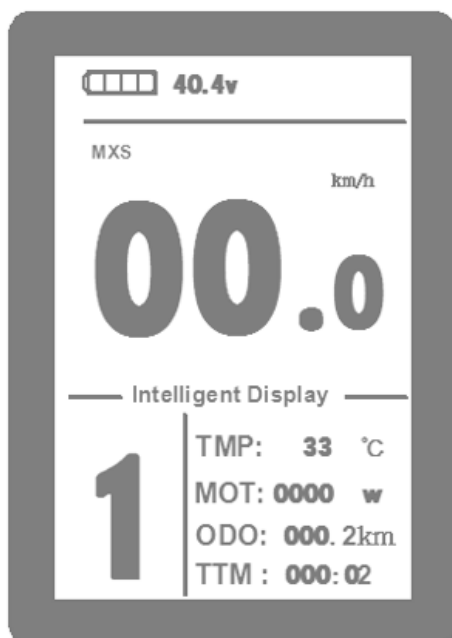 40.4v
MXS
km/h
00.0
Intelligent Display
1
TMP: 33 °C
MOT: 0000 w
ODO: 000.2km
TTM : 000:02